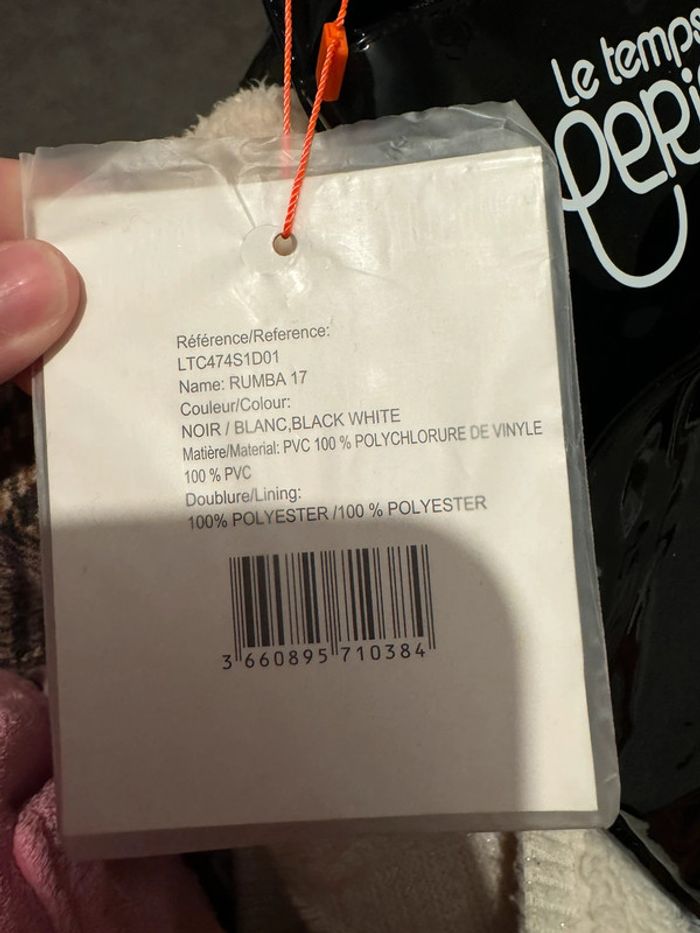 Le temps
Référence/Reference:
LTC474S1D01
Name: RUMBA 17
Couleur/Colour:
NOIR / BLANC,BLACK WHITE
Matière/Material: PVC 100 % POLYCHLORURE DE VINYLE
100 % PVC
Doublure/Lining:
100% POLYESTER /100 % POLYESTER
3 660895 710384